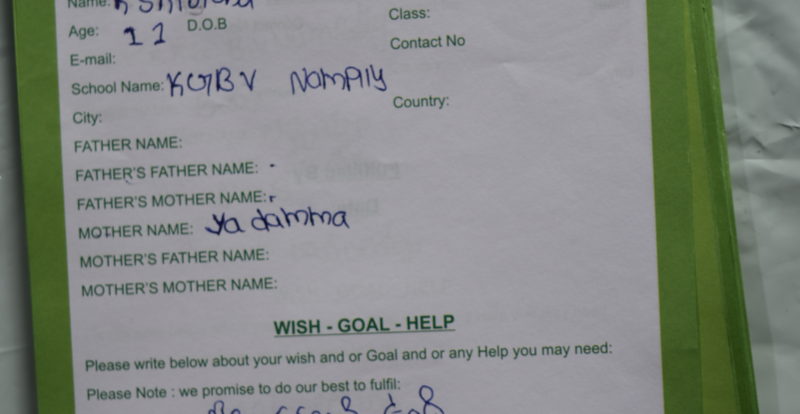 Name:
Class:
Age: 11 D.O.B
Contact No
E-mail:
School Name: KGBV Namplly
City:
Country:
FATHER NAME:
FATHER'S FATHER NAME: -
FATHER'S MOTHER NAME:
MOTHER NAME: yadamma
MOTHER'S FATHER NAME:
MOTHER'S MOTHER NAME:
WISH - GOAL - HELP
Please write below about your wish and or Goal and or any Help you may need:
Please Note : we promise to do our best to fulfil: